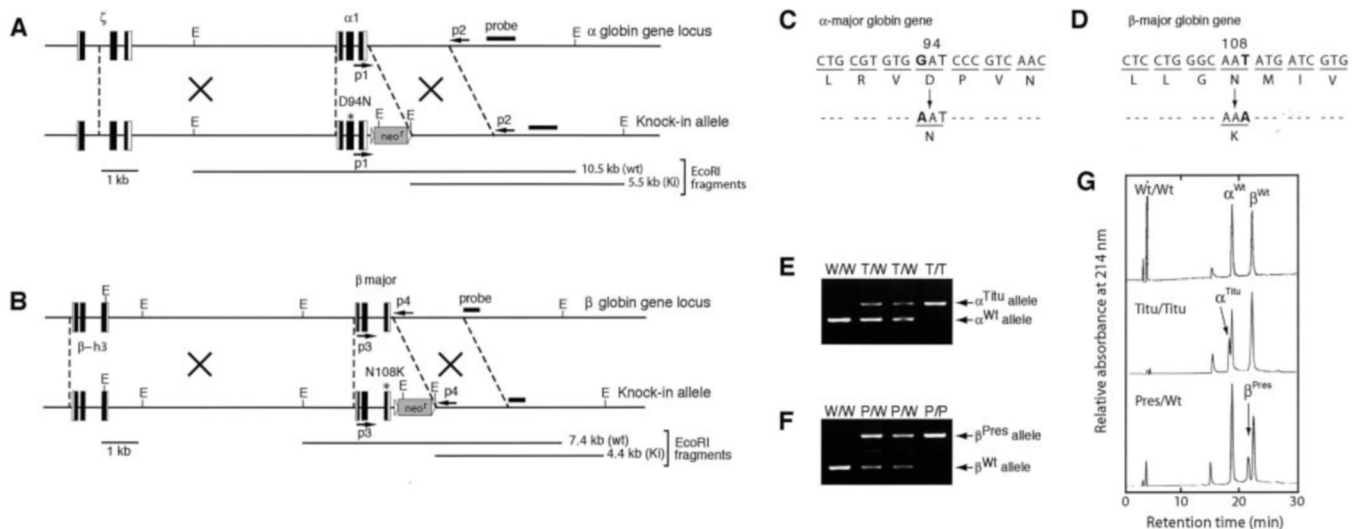 A
ζ
E
α1
p2
probe
E
α globin gene locus
p1
D94N
*
E
E
E
p2
E
Knock-in allele
neo^r
p1
1 kb
10.5 kb (wt)
5.5 kb (Ki)
EcoRI
fragments
B
E
E
E
β major
p4
probe
E
β globin gene locus
β–h3
p3
N108K
*
E
E
E
E
E
p4
E
Knock-in allele
neo^r
p3
1 kb
7.4 kb (wt)
4.4 kb (Ki)
EcoRI
fragments
C
α-major globin gene
94
CTG CGT GTG GAT CCC GTC AAC
L R V D P V N
--- --- --- AAT --- --- ---
N
D
β-major globin gene
108
CTC CTG GGC AAT ATG ATC GTG
L L G N M I V
--- --- --- AAA --- --- ---
K
E
W/W T/W T/W T/T
α^Titu allele
α^Wt allele
F
W/W P/W P/W P/P
β^Pres allele
β^Wt allele
G
Relative absorbance at 214 nm
Wt/Wt
α^Wt
β^Wt
Titu/Titu
α^Titu
Pres/Wt
β^Pres
0 10 20 30
Retention time (min)